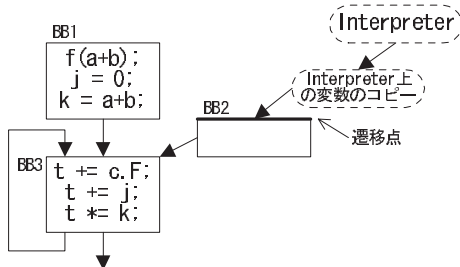 Interpreter
BB1
f(a+b);
j = 0;
k = a+b;
Interpreter上
の変数のコピー
BB2
遷移点
BB3
t += c.F;
t += j;
t *= k;